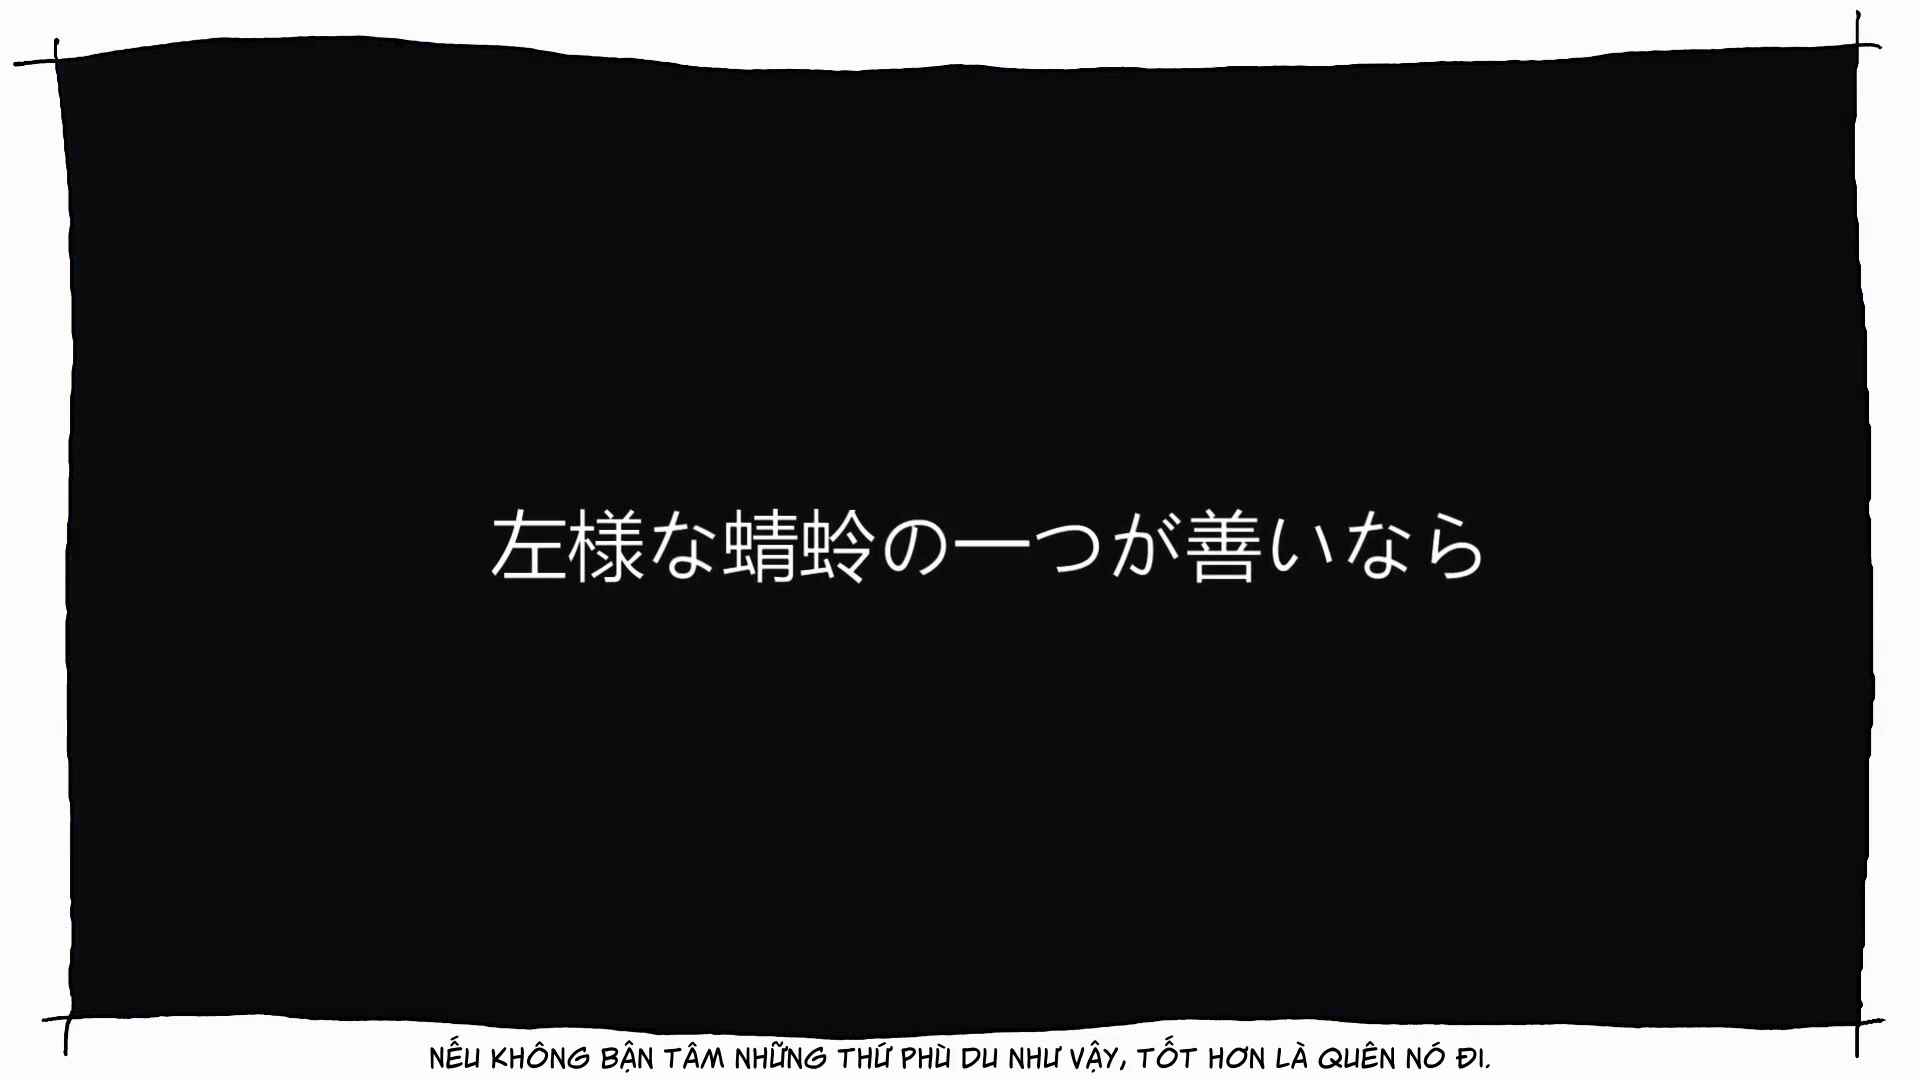 左様な蜻蛉の一つが善いなら
NẾU KHÔNG BẬN TÂM NHỮNG THỨ PHÙ DU NHƯ VẬY, TỐT HƠN LÀ QUÊN NÓ ĐI.